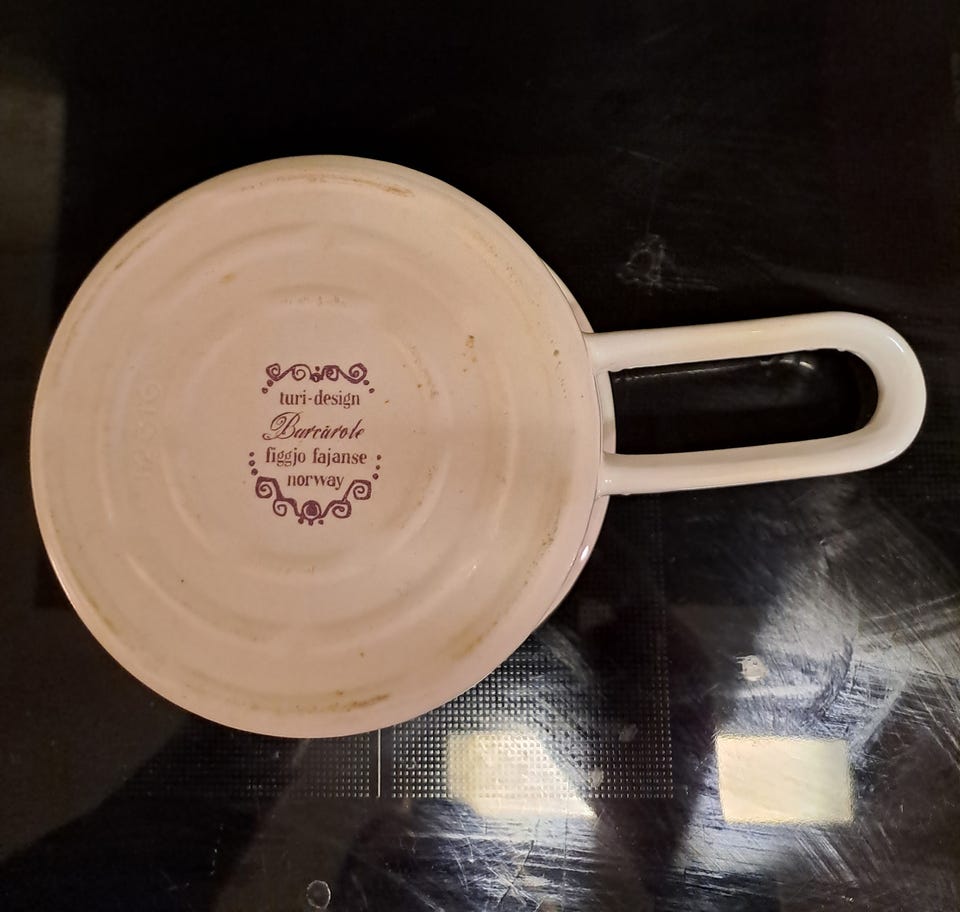 turi-design
Barcarole
figgjo fajanse
norway